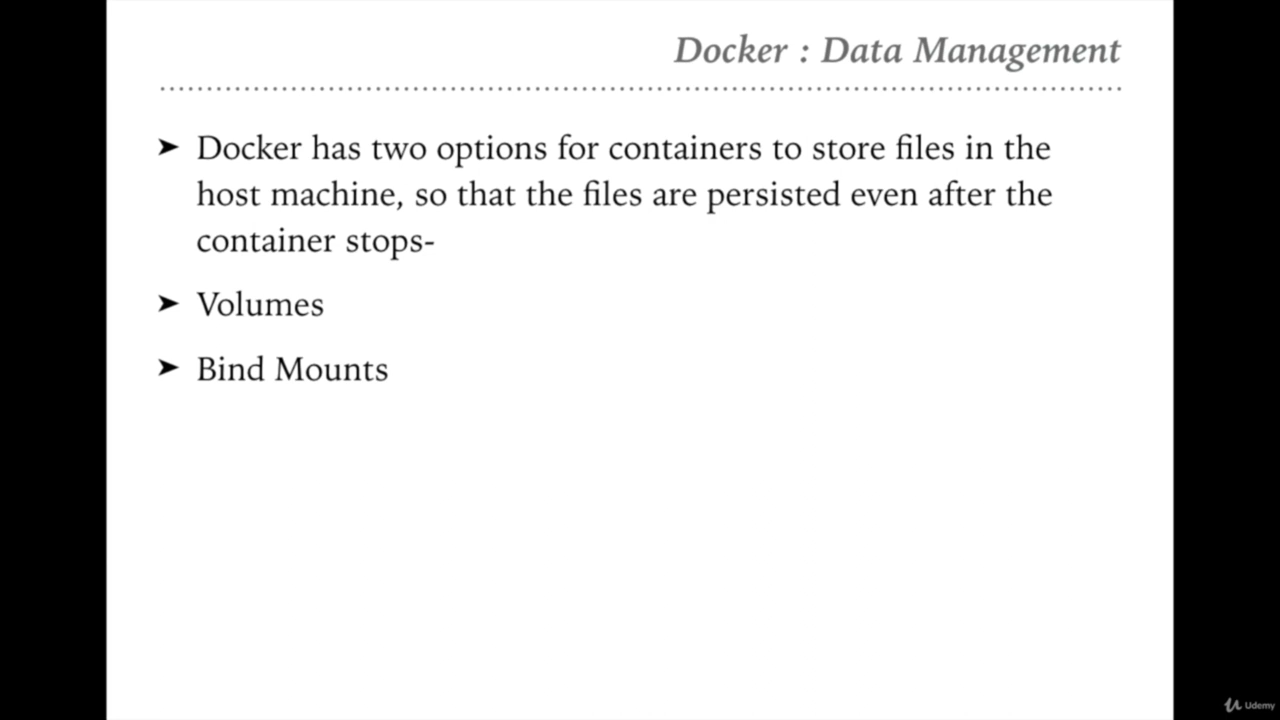 Docker : Data Management
➤ Docker has two options for containers to store files in the
host machine, so that the files are persisted even after the
container stops-
➤ Volumes
➤ Bind Mounts
Udemy